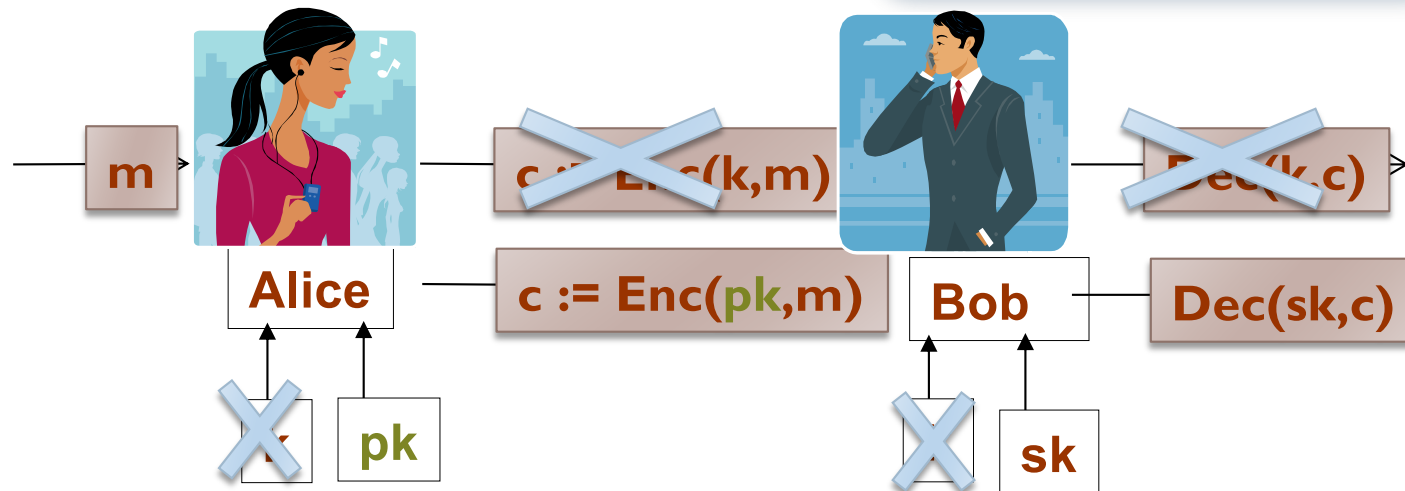 m
c := Enc(k,m)
Dec(k,c)
Alice
c := Enc(pk,m)
Bob
Dec(sk,c)
k
pk
sk